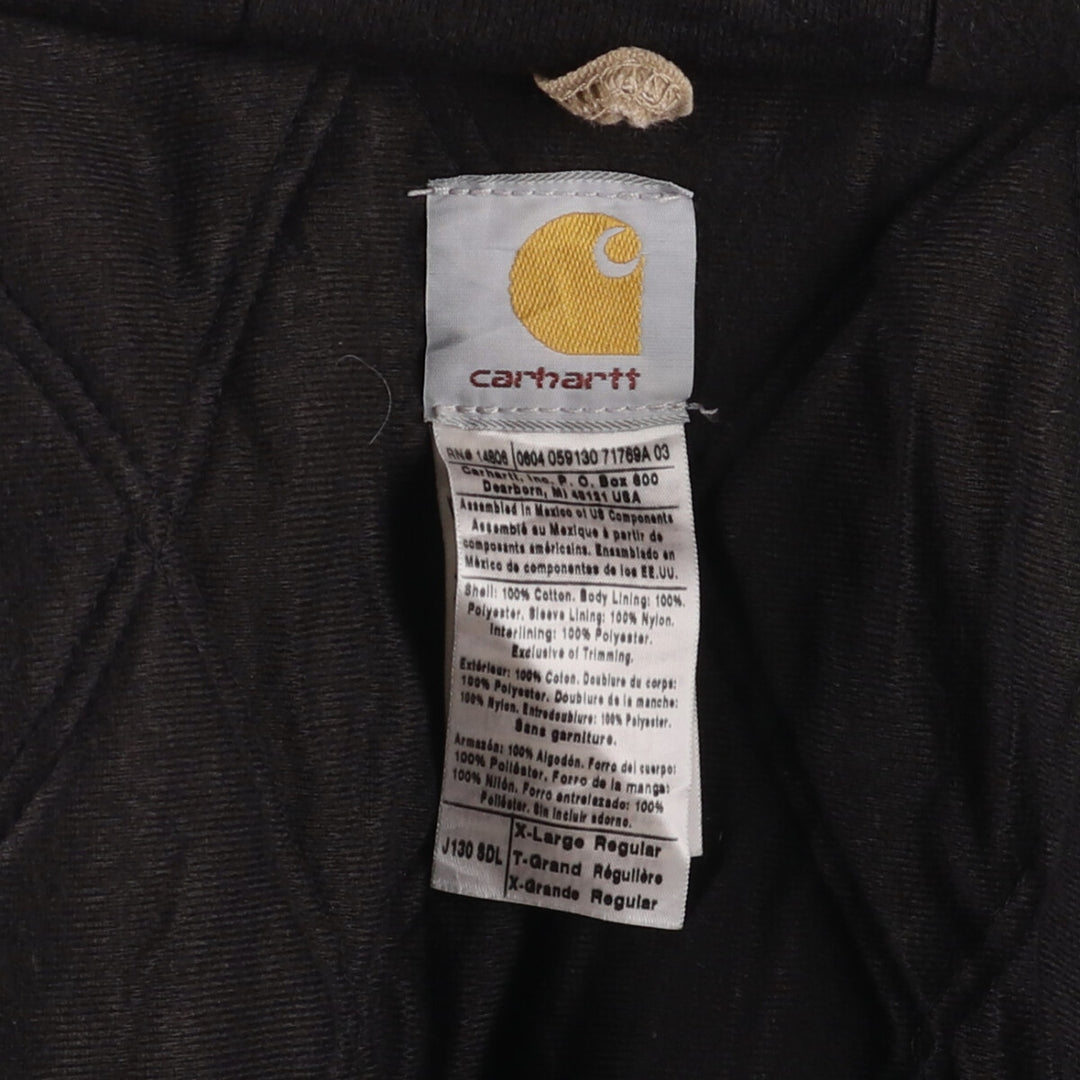 carhartt
RN# 14806 0604 059130 71769A 03
Carhartt, Inc. P. O. Box 600
Dearborn, MI 48121 USA
Assembled in Mexico of US Components
Assemblé au Mexique à partir de
composants américains. Ensamblado en
México de componentes de los EE.UU.
Shell: 100% Cotton. Body Lining: 100%
Polyester. Sleeve Lining: 100% Nylon.
Interlining: 100% Polyester.
Exclusive of Trimming.
Extérieur: 100% Coton. Doublure du corps:
100% Polyester. Doublure de la manche:
100% Nylon. Entredoublure: 100% Polyester.
Sans garniture.
Armazón: 100% Algodón. Forro del cuerpo:
100% Poliéster. Forro de la manga:
100% Nilón. Forro entrelazado: 100%
Poliéster. Sin incluir adorno.
J130 SDL X-Large Regular
T-Grand Régulière
X-Grande Regular